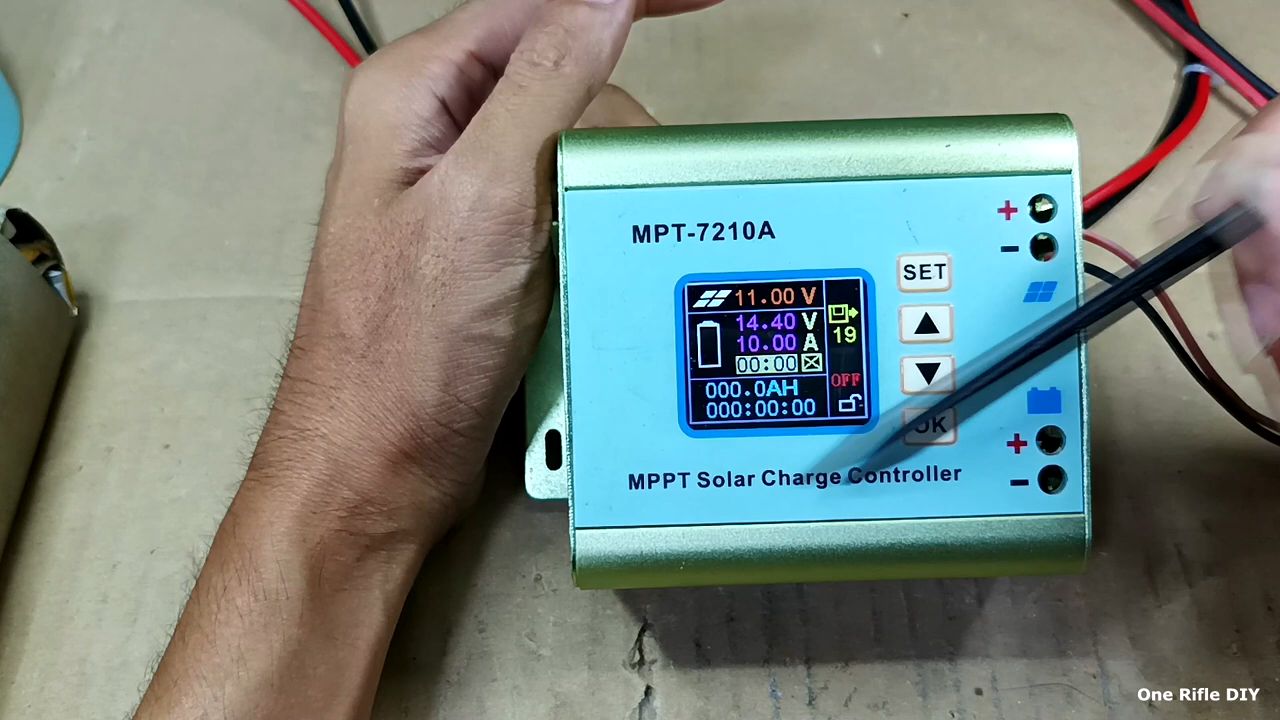 MPT-7210A
+
−
SET
11.00 V
14.40 V
10.00 A
00:00
19
OFF
000.0AH
000:00:00
OK
+
−
MPPT Solar Charge Controller
One Rifle DIY